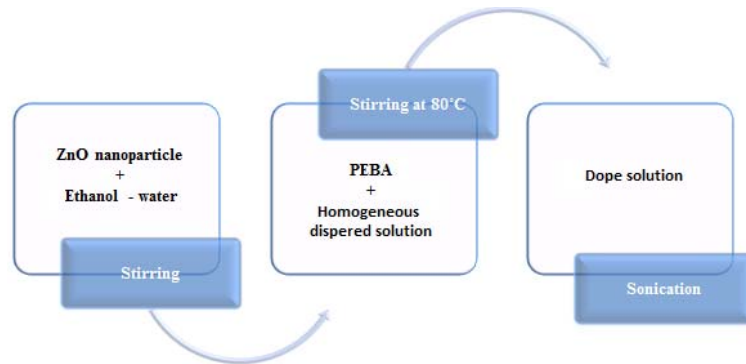 ZnO nanoparticle
+
Ethanol - water
Stirring
Stirring at 80°C
PEBA
+
Homogeneous
dispered solution
Dope solution
Sonication